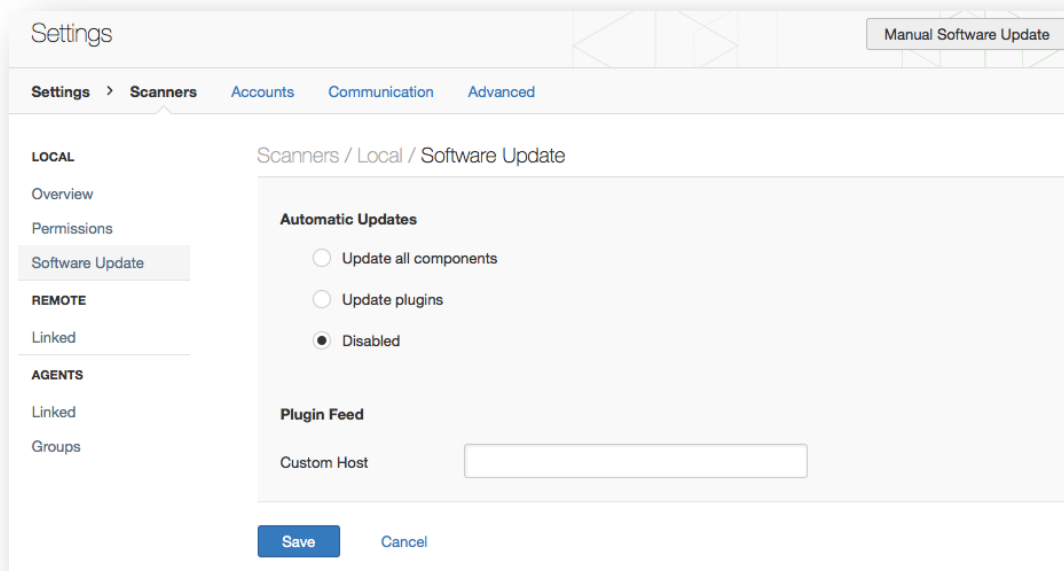 Settings
Manual Software Update
Settings > Scanners Accounts Communication Advanced
LOCAL
Overview
Permissions
Software Update
REMOTE
Linked
AGENTS
Linked
Groups
Scanners / Local / Software Update
Automatic Updates
Update all components
Update plugins
Disabled
Plugin Feed
Custom Host
Save Cancel